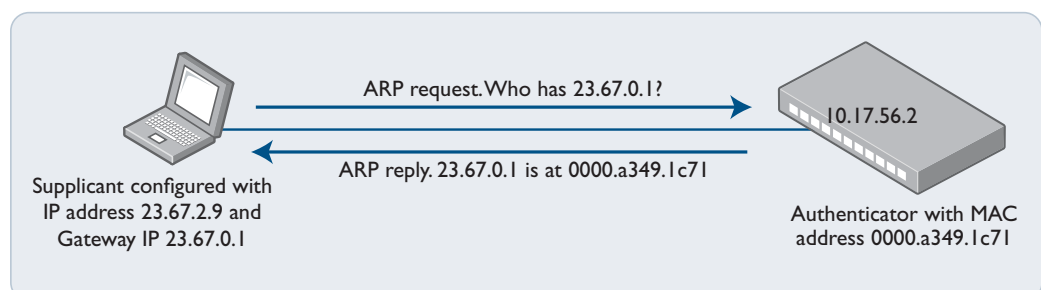 ARP request. Who has 23.67.0.1?
10.17.56.2
ARP reply. 23.67.0.1 is at 0000.a349.1c71
Supplicant configured with
IP address 23.67.2.9 and
Gateway IP 23.67.0.1
Authenticator with MAC
address 0000.a349.1c71